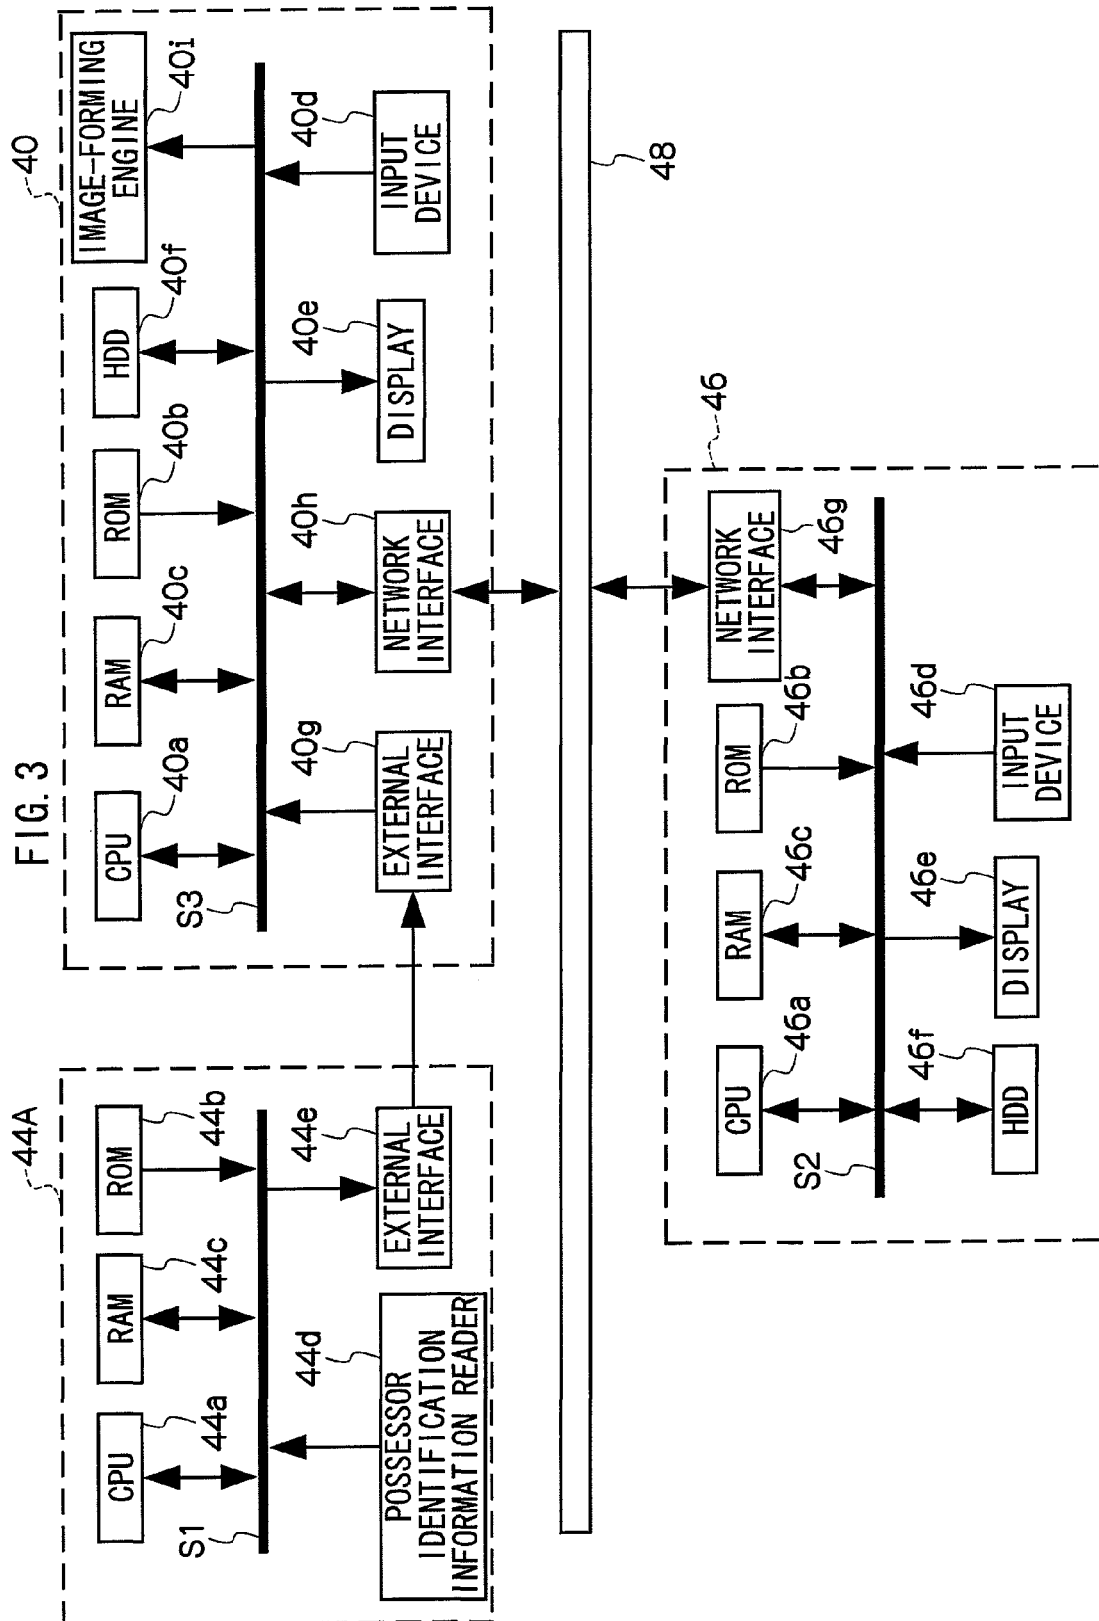 FIG. 3
44A
CPU
44a
RAM
44c
ROM
44b
S1
POSSESSOR
IDENTIFICATION
INFORMATION READER
44d
EXTERNAL
INTERFACE
44e
40
CPU
40a
RAM
40c
ROM
40b
HDD
40f
IMAGE-FORMING
ENGINE
40i
S3
EXTERNAL
INTERFACE
40g
NETWORK
INTERFACE
40h
DISPLAY
40e
INPUT
DEVICE
40d
48
46
CPU
46a
RAM
46c
ROM
46b
NETWORK
INTERFACE
46g
S2
HDD
46f
DISPLAY
46e
INPUT
DEVICE
46d